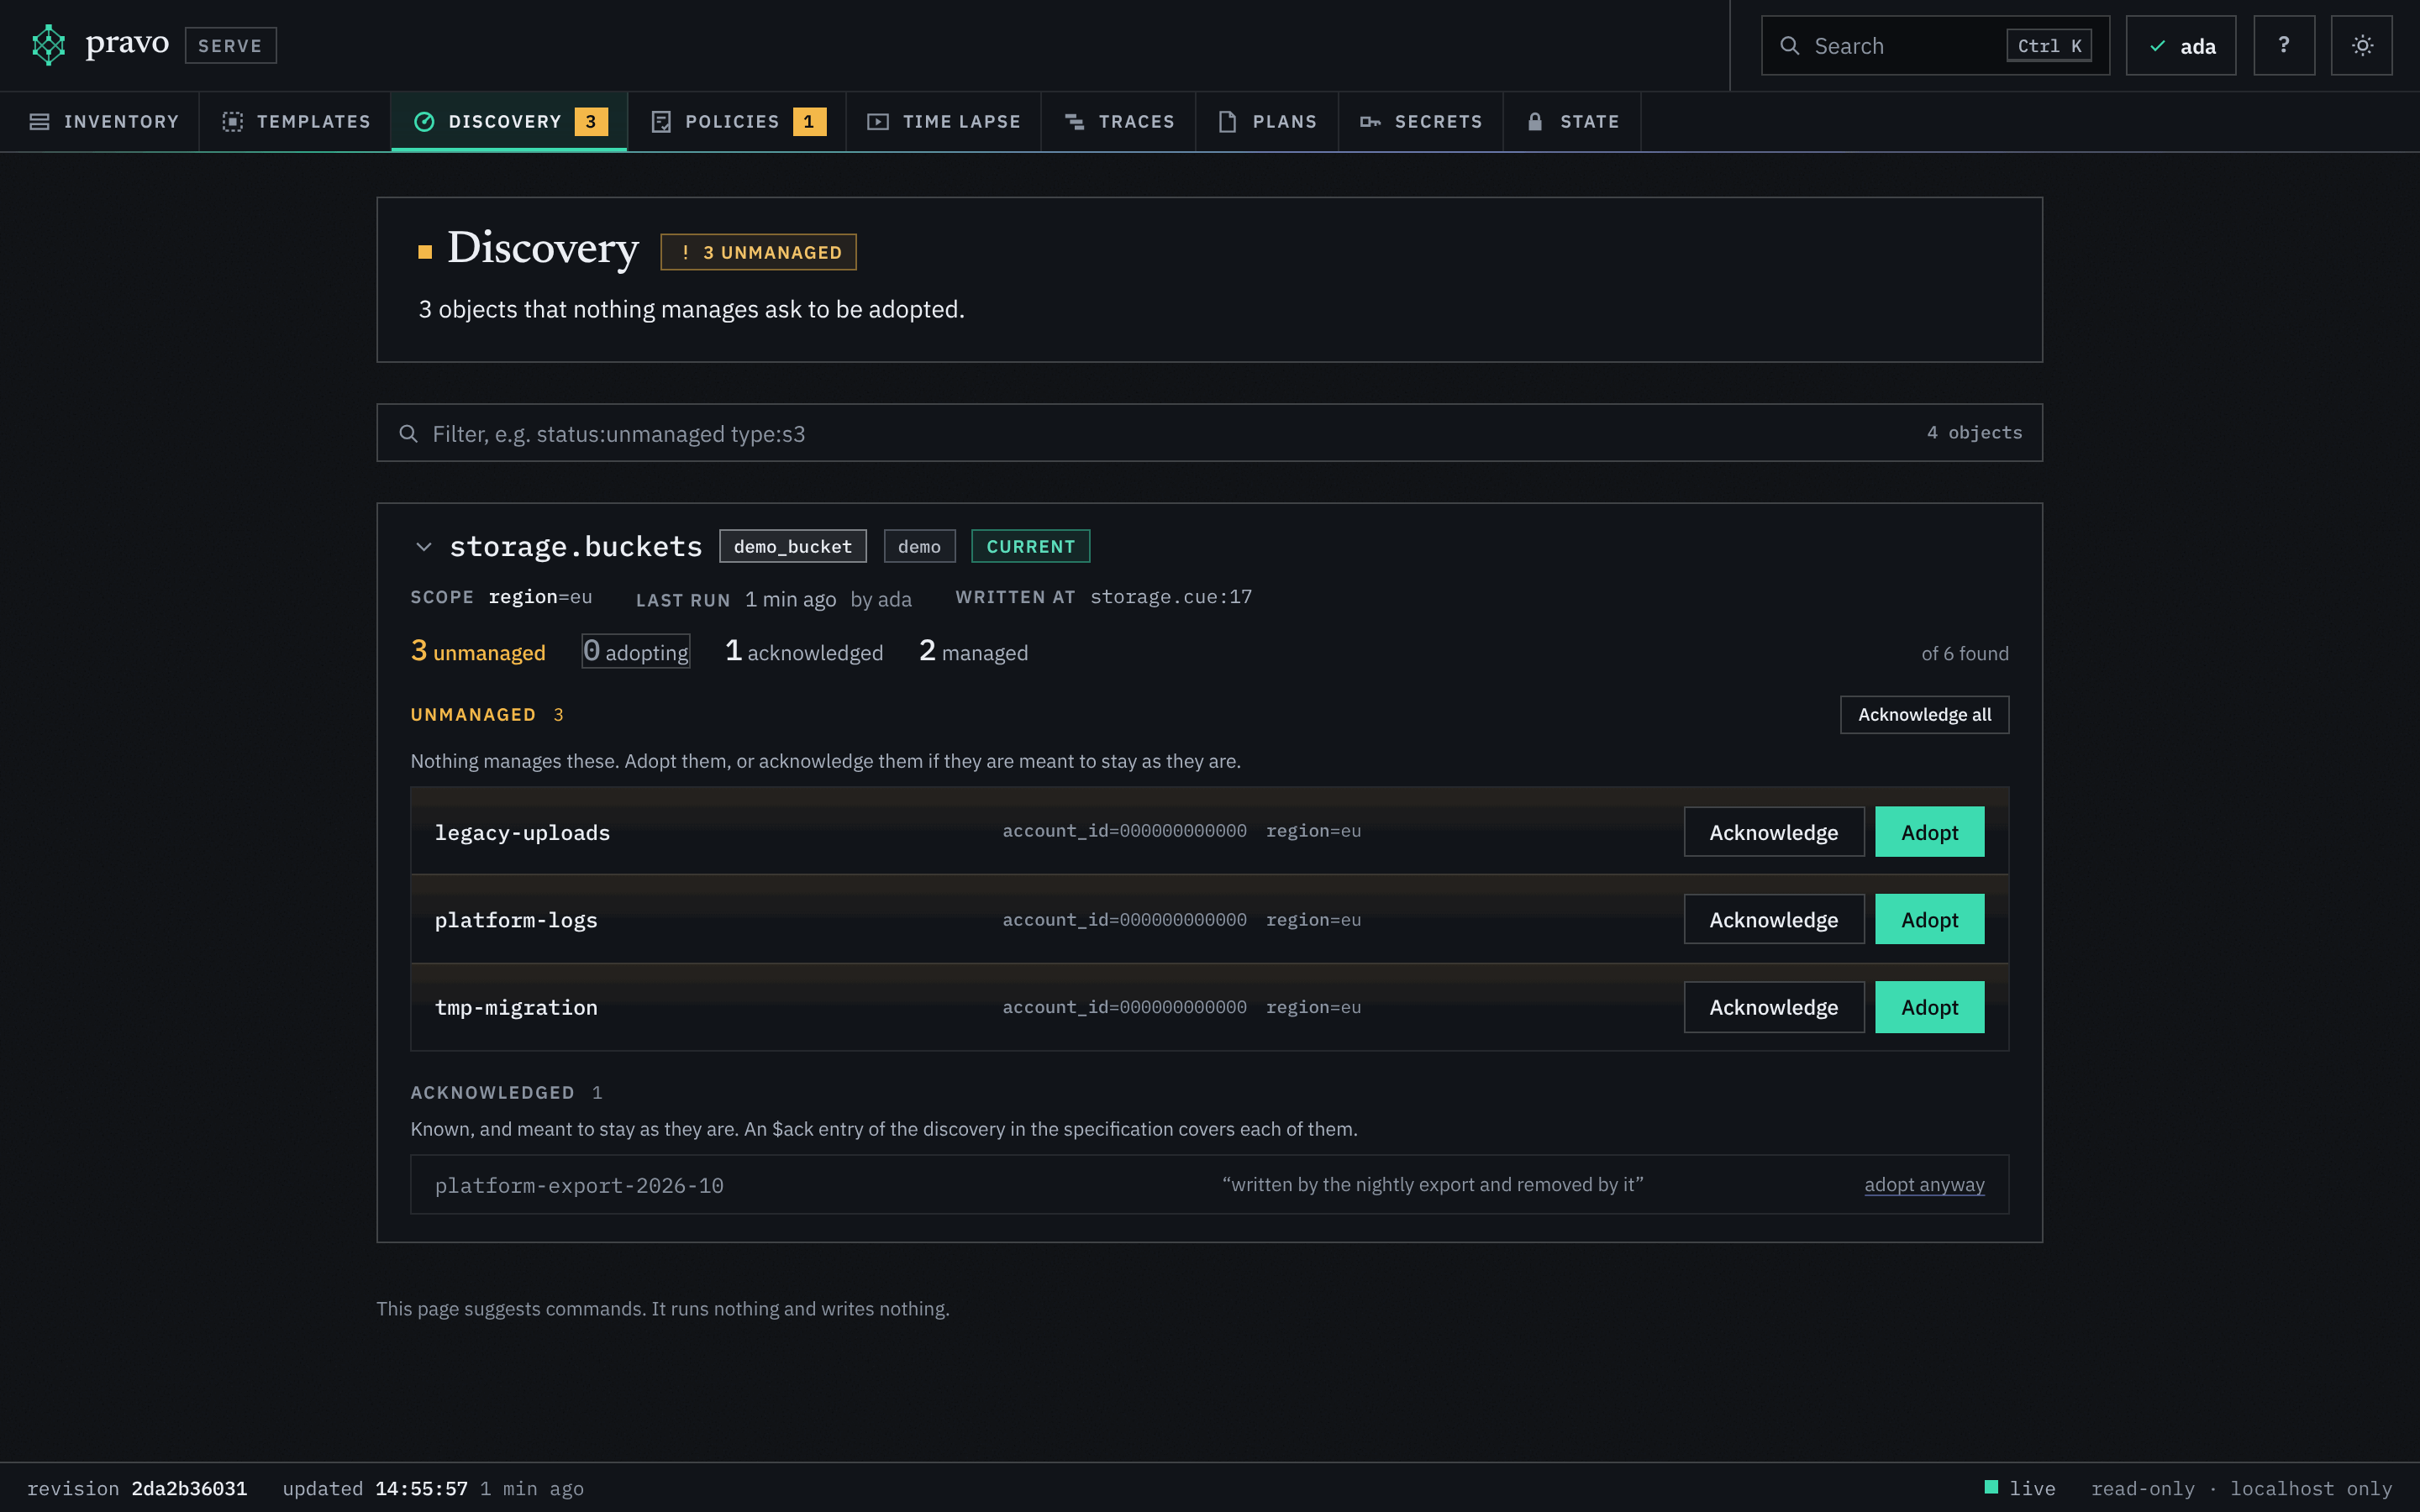 pravo SERVE Search Ctrl K ada ?
INVENTORY TEMPLATES DISCOVERY 3 POLICIES 1 TIME LAPSE TRACES PLANS SECRETS STATE
Discovery ! 3 UNMANAGED
3 objects that nothing manages ask to be adopted.
Filter, e.g. status:unmanaged type:s3 4 objects
storage.buckets demo_bucket demo CURRENT
SCOPE region=eu LAST RUN 1 min ago by ada WRITTEN AT storage.cue:17
3 unmanaged 0 adopting 1 acknowledged 2 managed of 6 found
UNMANAGED 3 Acknowledge all
Nothing manages these. Adopt them, or acknowledge them if they are meant to stay as they are.
legacy-uploads account_id=000000000000 region=eu Acknowledge Adopt
platform-logs account_id=000000000000 region=eu Acknowledge Adopt
tmp-migration account_id=000000000000 region=eu Acknowledge Adopt
ACKNOWLEDGED 1
Known, and meant to stay as they are. An $ack entry of the discovery in the specification covers each of them.
platform-export-2026-10 “written by the nightly export and removed by it” adopt anyway
This page suggests commands. It runs nothing and writes nothing.
revision 2da2b36031 updated 14:55:57 1 min ago live read-only · localhost only